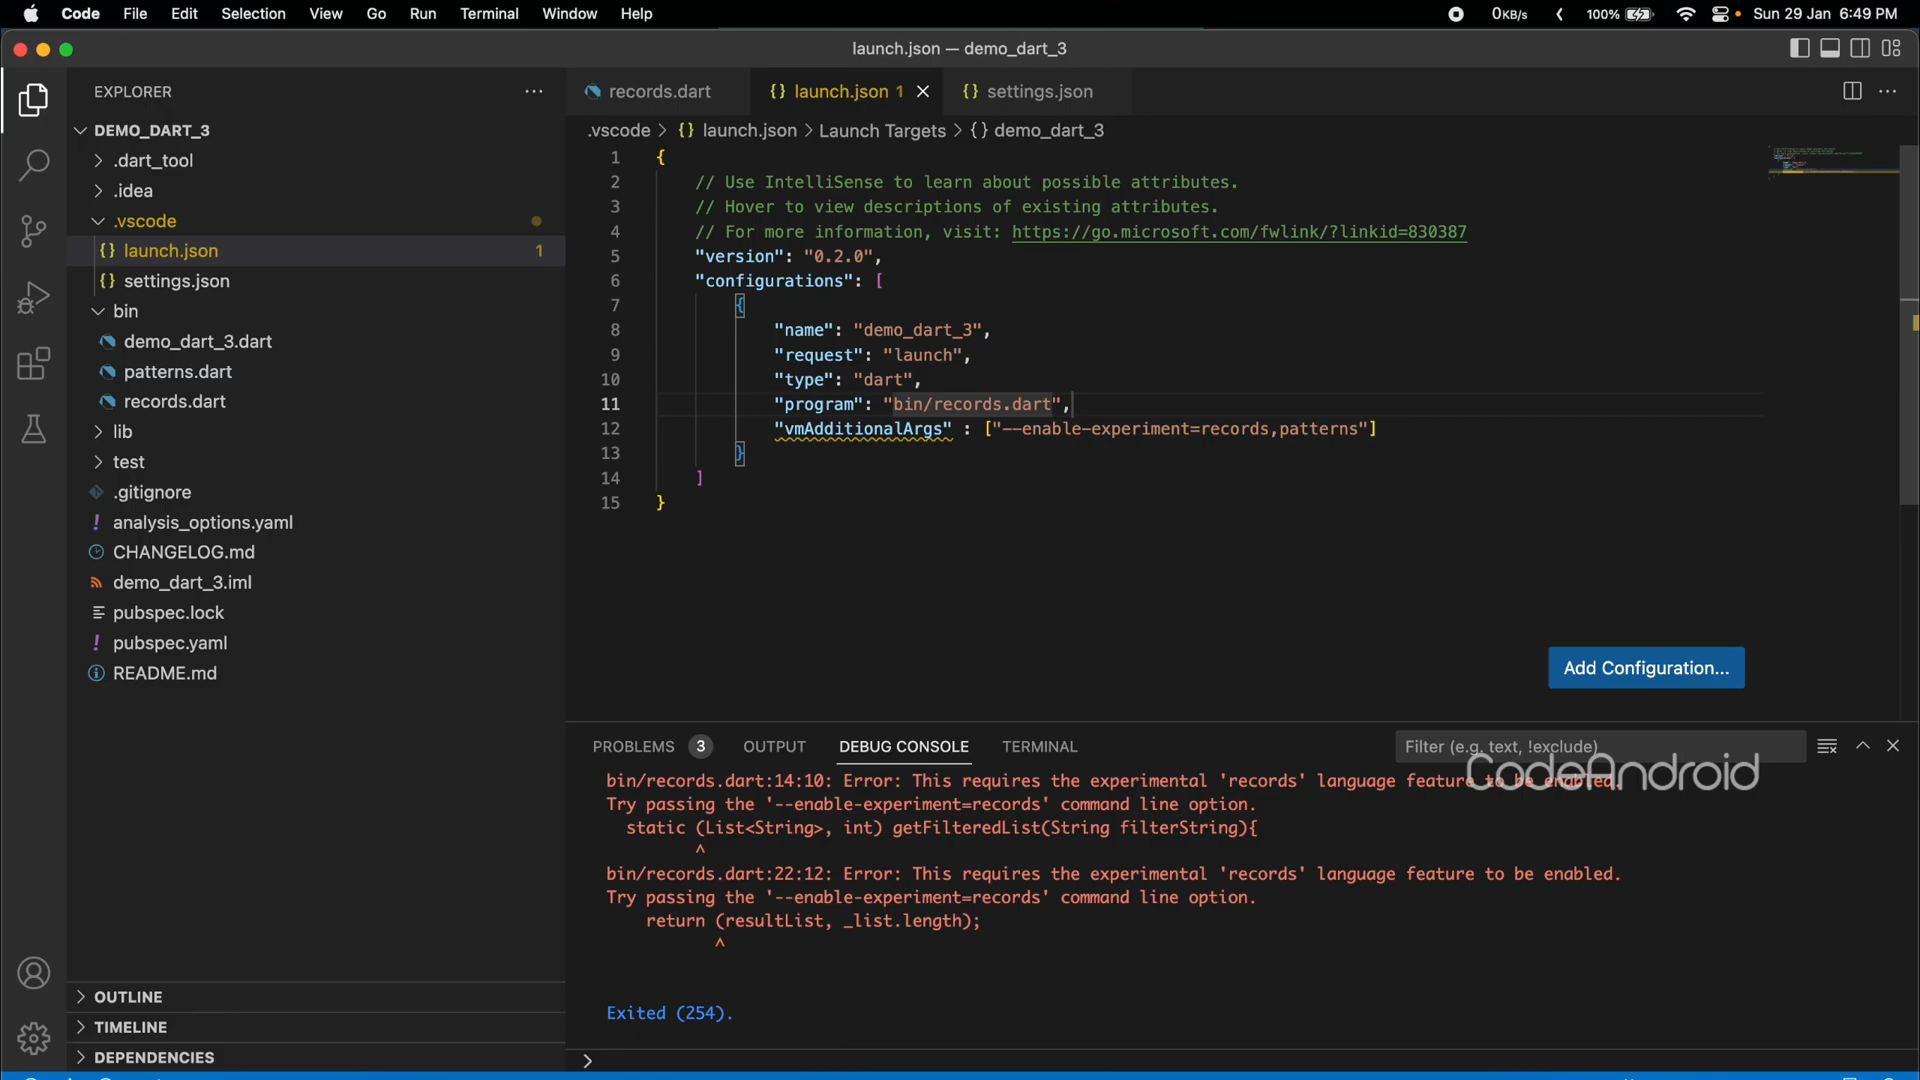 Code File Edit Selection View Go Run Terminal Window Help 0KB/s 100% Sun 29 Jan 6:49 PM
launch.json — demo_dart_3
EXPLORER
DEMO_DART_3
.dart_tool
.idea
.vscode
launch.json 1
settings.json
bin
demo_dart_3.dart
patterns.dart
records.dart
lib
test
.gitignore
analysis_options.yaml
CHANGELOG.md
demo_dart_3.iml
pubspec.lock
pubspec.yaml
README.md
OUTLINE
TIMELINE
DEPENDENCIES
records.dart {} launch.json 1 {} settings.json
.vscode > {} launch.json > Launch Targets > {} demo_dart_3
1 {
2 // Use IntelliSense to learn about possible attributes.
3 // Hover to view descriptions of existing attributes.
4 // For more information, visit: https://go.microsoft.com/fwlink/?linkid=830387
5 "version": "0.2.0",
6 "configurations": [
7 {
8 "name": "demo_dart_3",
9 "request": "launch",
10 "type": "dart",
11 "program": "bin/records.dart",
12 "vmAdditionalArgs" : ["--enable-experiment=records,patterns"]
13 }
14 ]
15 }
Add Configuration...
PROBLEMS 3 OUTPUT DEBUG CONSOLE TERMINAL Filter (e.g. text, !exclude)
CodeAndroid
bin/records.dart:14:10: Error: This requires the experimental 'records' language feature to be enabled.
Try passing the '--enable-experiment=records' command line option.
static (List<String>, int) getFilteredList(String filterString){
^
bin/records.dart:22:12: Error: This requires the experimental 'records' language feature to be enabled.
Try passing the '--enable-experiment=records' command line option.
return (resultList, _list.length);
^
Exited (254).
>